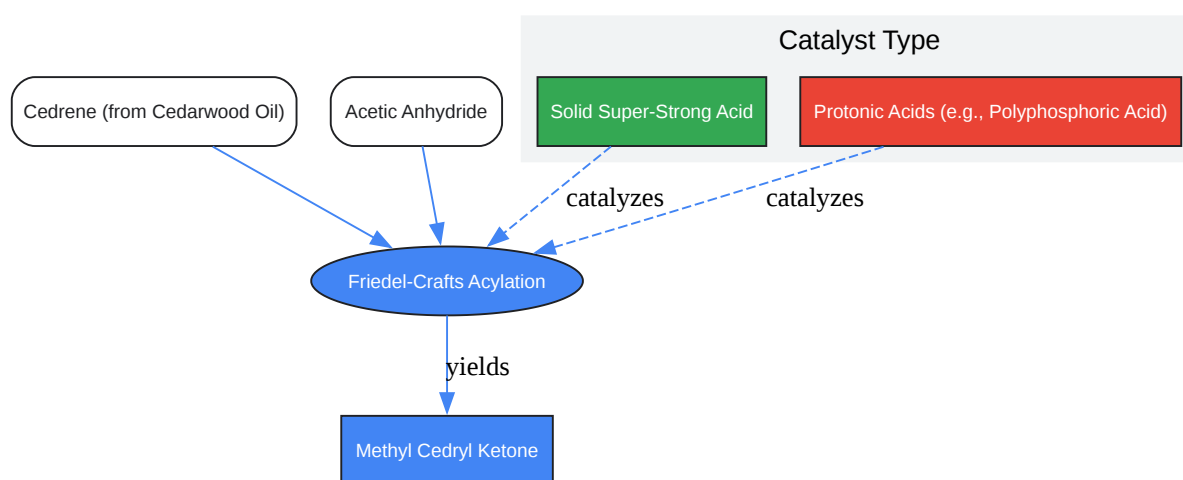 Catalyst Type
Cedrene (from Cedarwood Oil)
Acetic Anhydride
Solid Super-Strong Acid
Protonic Acids (e.g., Polyphosphoric Acid)
catalyzes
catalyzes
Friedel-Crafts Acylation
yields
Methyl Cedryl Ketone